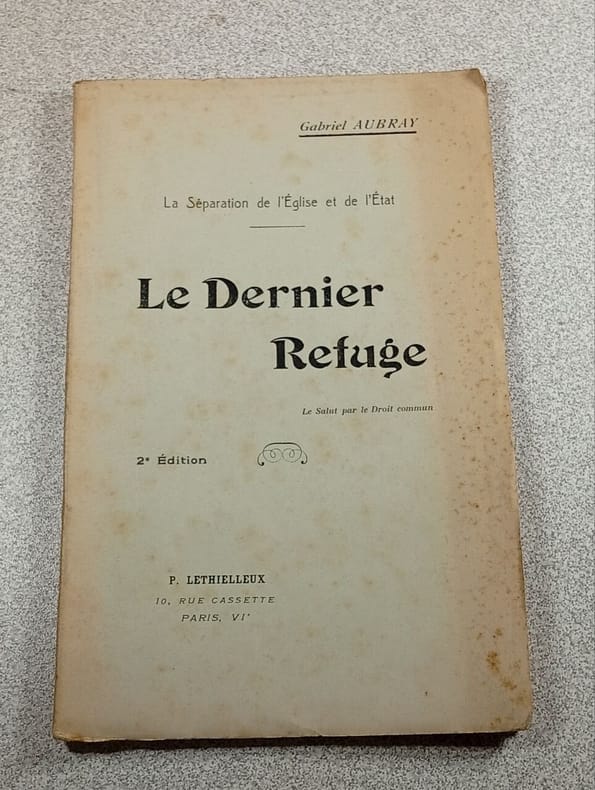 Gabriel AUBRAY
La Séparation de l'Église et de l'État
Le Dernier
Refuge
Le Salut par le Droit commun
2e Édition
P. LETHIELLEUX
10, RUE CASSETTE
PARIS, VIe